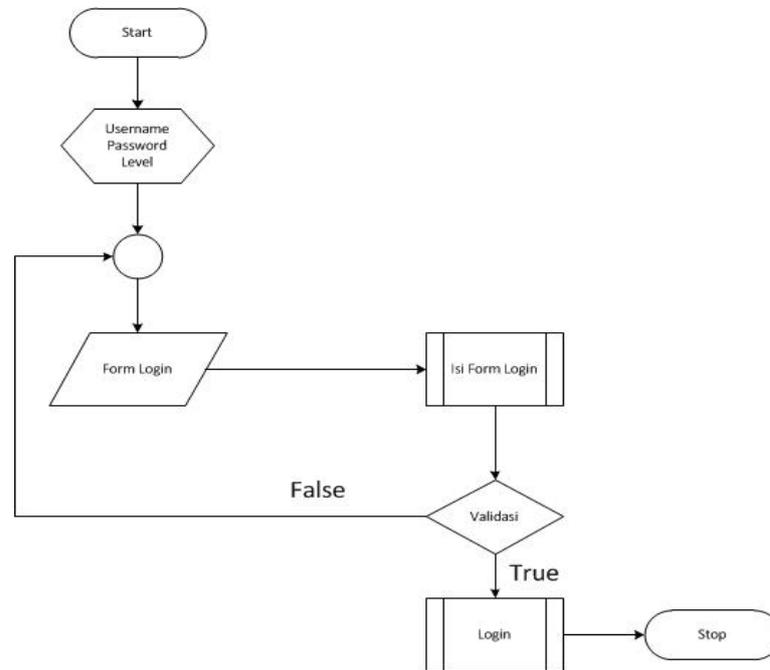 Start
Username
Password
Level
Form Login
Isi Form Login
False
Validasi
True
Login
Stop